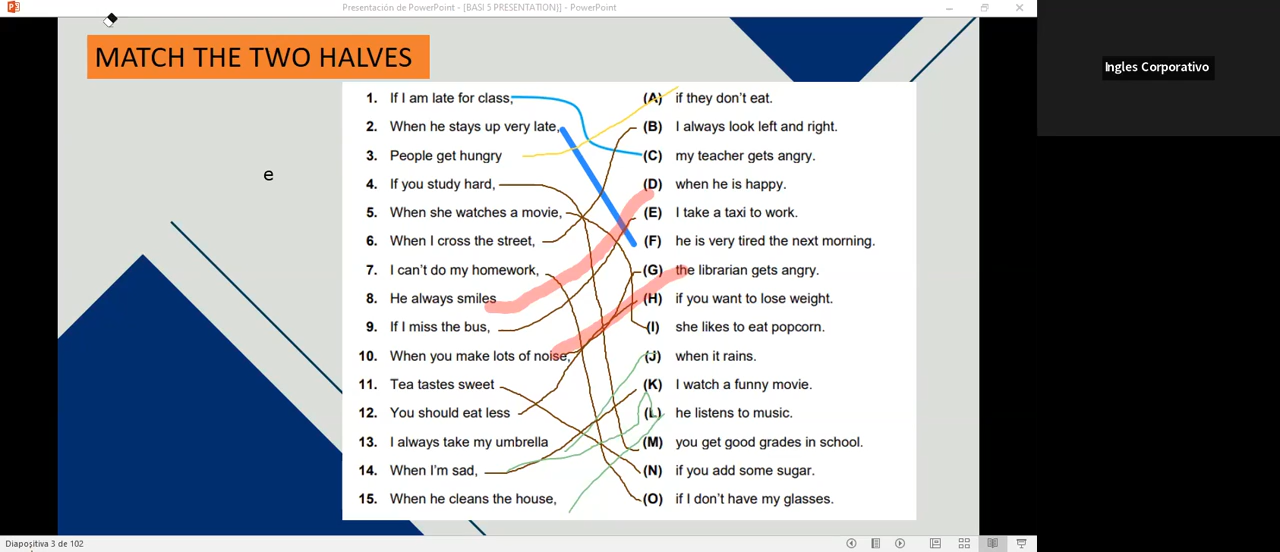 Presentación de PowerPoint - [BASI 5 PRESENTATION)] - PowerPoint
MATCH THE TWO HALVES
Ingles Corporativo
e
1. If I am late for class,
2. When he stays up very late,
3. People get hungry
4. If you study hard,
5. When she watches a movie,
6. When I cross the street,
7. I can't do my homework,
8. He always smiles
9. If I miss the bus,
10. When you make lots of noise,
11. Tea tastes sweet
12. You should eat less
13. I always take my umbrella
14. When I'm sad,
15. When he cleans the house,
(A) if they don't eat.
(B) I always look left and right.
(C) my teacher gets angry.
(D) when he is happy.
(E) I take a taxi to work.
(F) he is very tired the next morning.
(G) the librarian gets angry.
(H) if you want to lose weight.
(I) she likes to eat popcorn.
(J) when it rains.
(K) I watch a funny movie.
(L) he listens to music.
(M) you get good grades in school.
(N) if you add some sugar.
(O) if I don't have my glasses.
Diapositiva 3 de 102